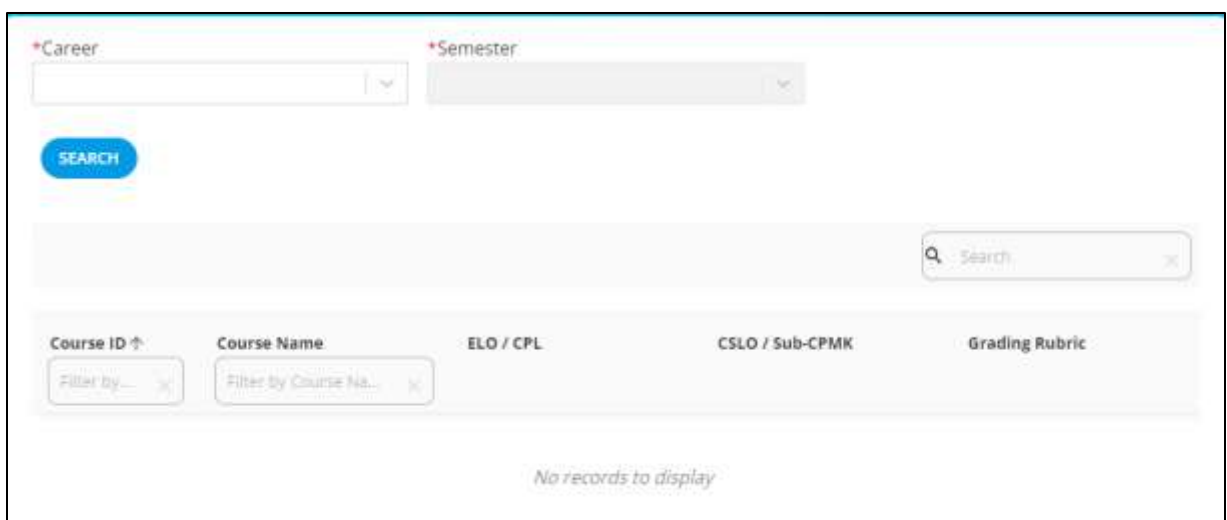 *Career
*Semester
SEARCH
Search
Course ID ↑
Course Name
ELO / CPL
CSLO / Sub-CPMK
Grading Rubric
Filter by...
Filter by Course Na...
No records to display